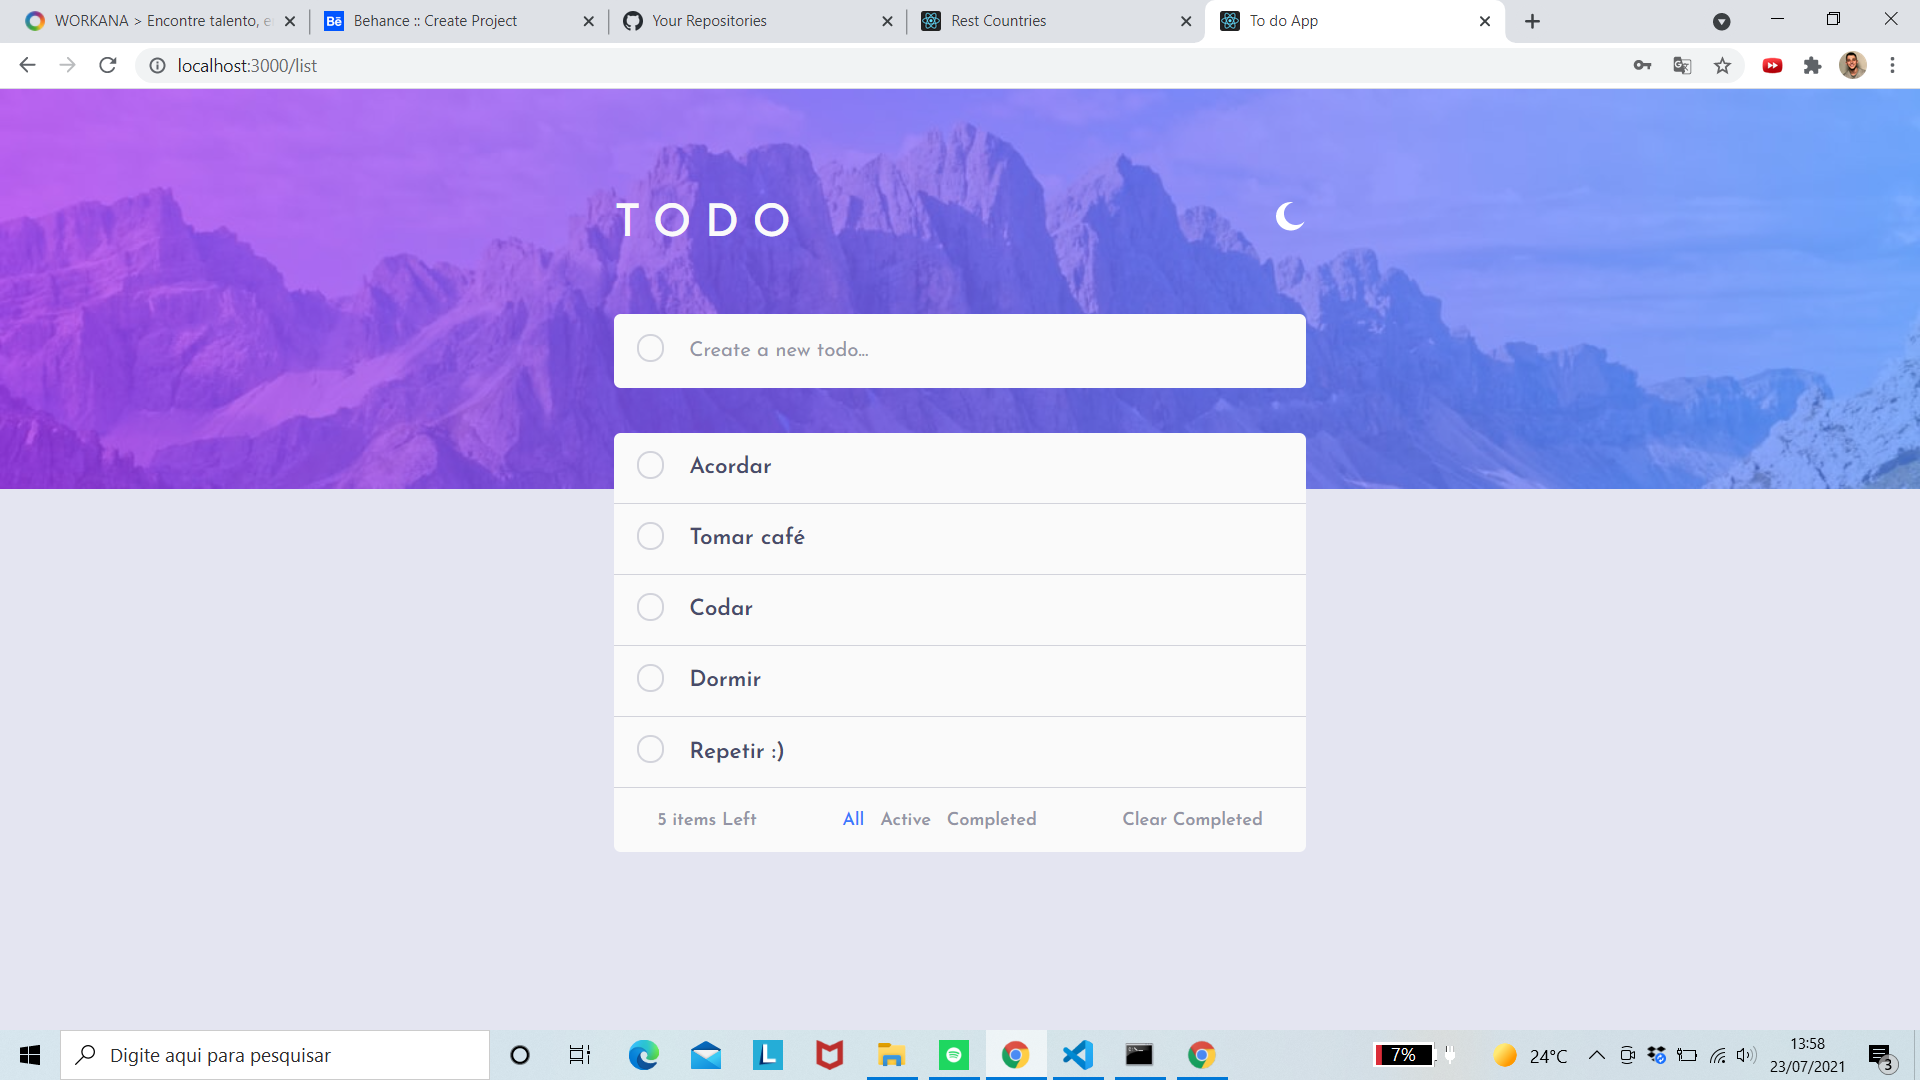 WORKANA > Encontre talento, e
Behance :: Create Project
Your Repositories
Rest Countries
To do App
localhost:3000/list
TODO
Create a new todo...
Acordar
Tomar café
Codar
Dormir
Repetir :)
5 items Left
All
Active
Completed
Clear Completed
Digite aqui para pesquisar
7%
24°C
13:58
23/07/2021
3